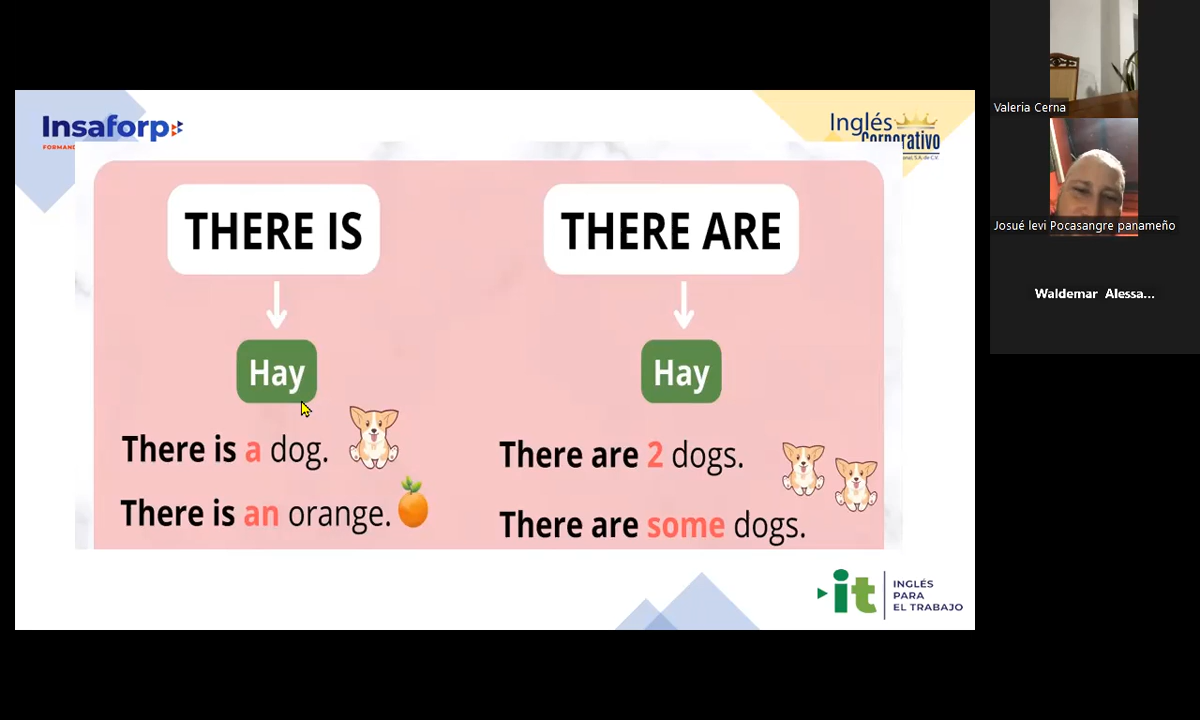 Insaforp
Inglés
Corporativo
THERE IS
THERE ARE
Hay
Hay
There is a dog.
There is an orange.
There are 2 dogs.
There are some dogs.
it
INGLÉS
PARA
EL TRABAJO
Valeria Cerna
Josué levi Pocasangre panameño
Waldemar Alessa...